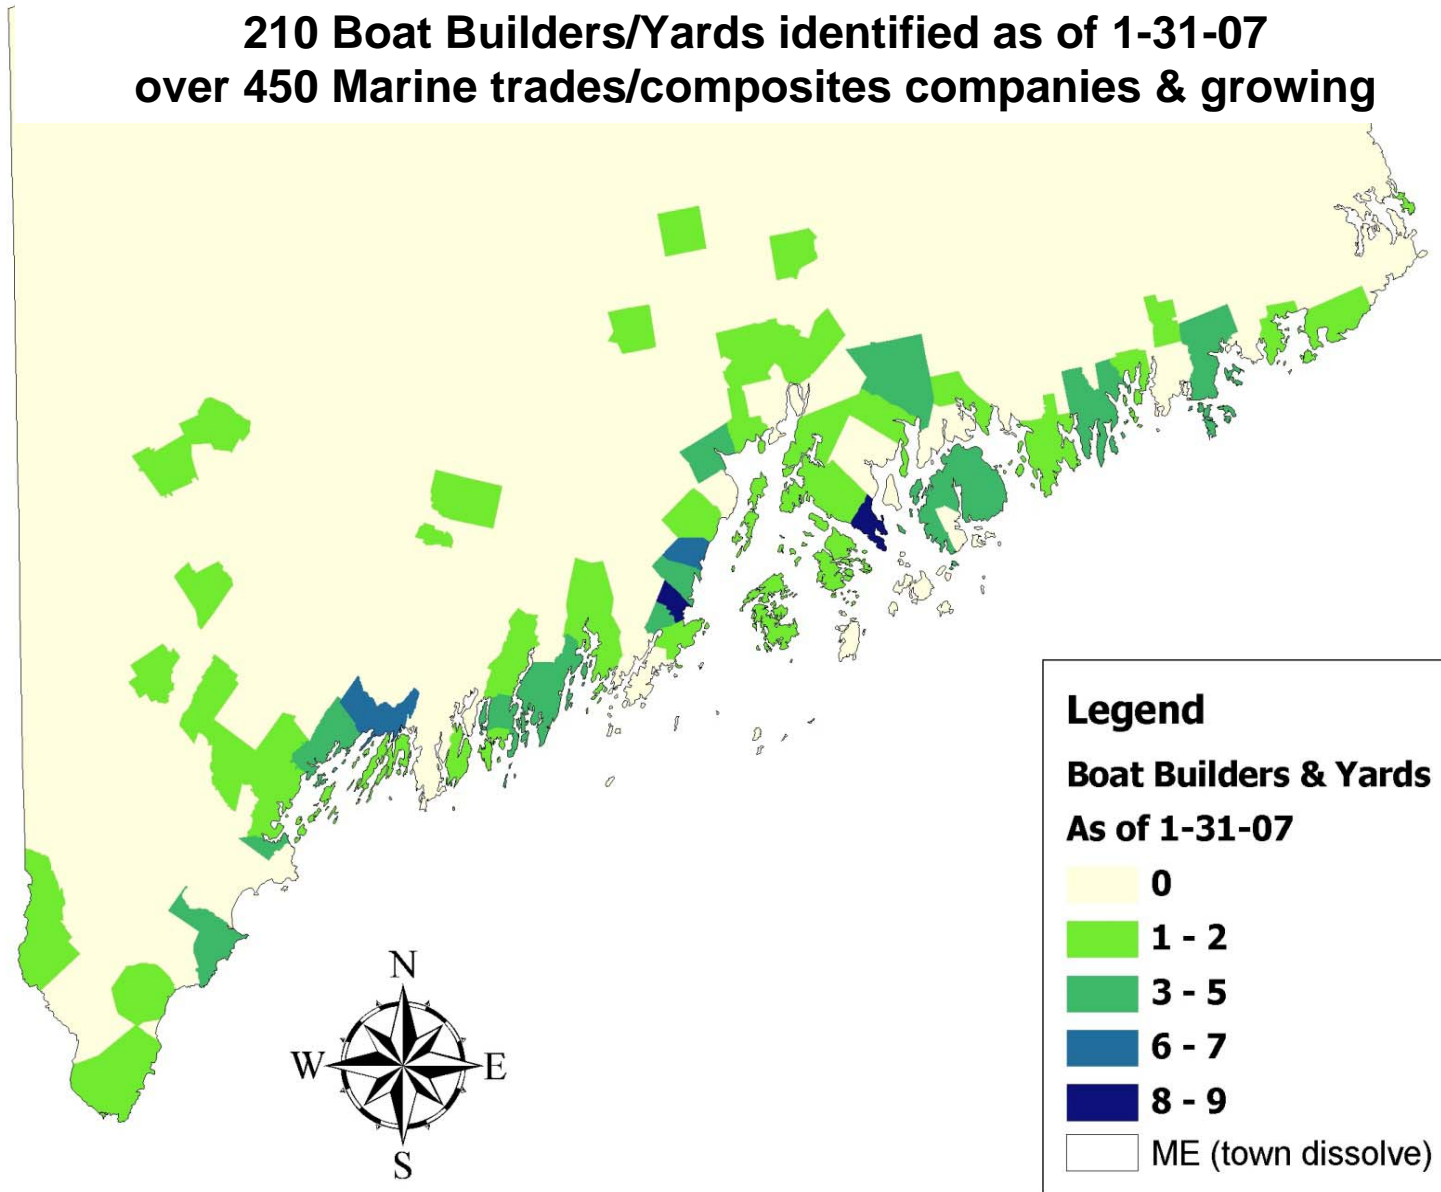 210 Boat Builders/Yards identified as of 1-31-07
over 450 Marine trades/composites companies & growing
N
W
E
S
Legend
Boat Builders & Yards
As of 1-31-07
0
1 - 2
3 - 5
6 - 7
8 - 9
ME (town dissolve)